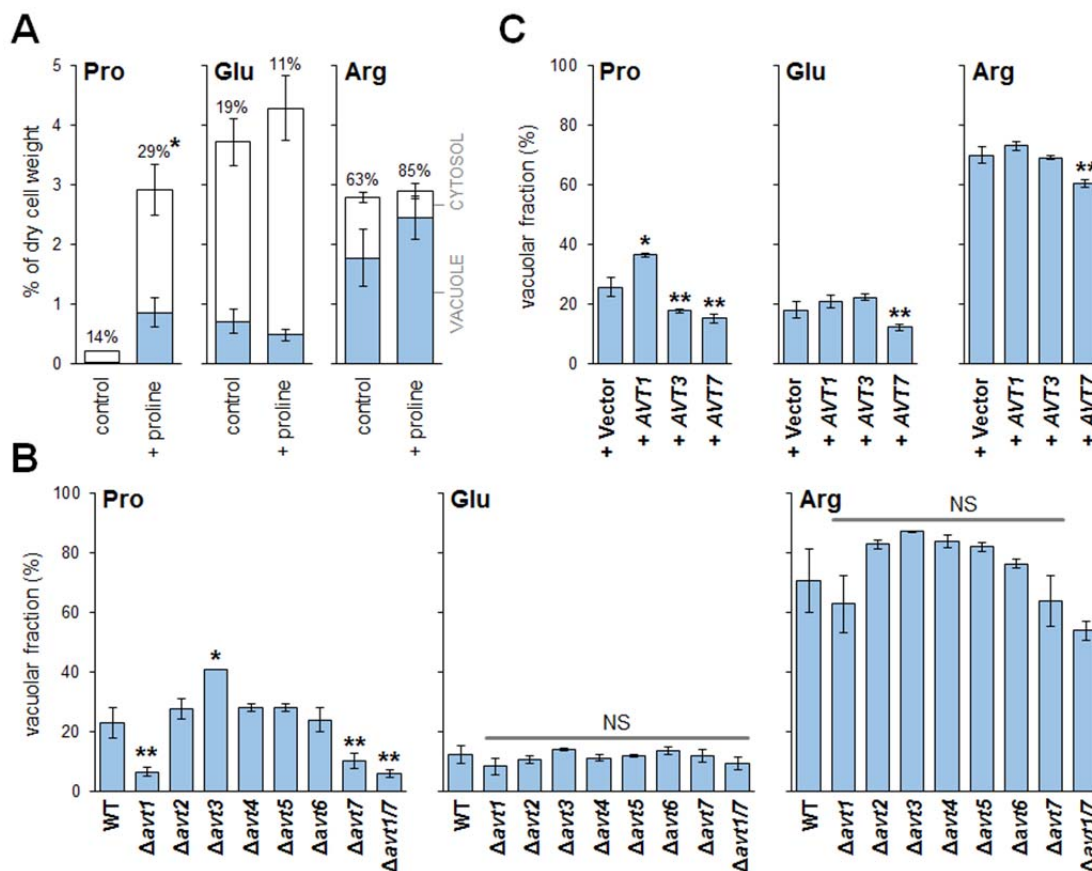 A
Pro
Glu
Arg
% of dry cell weight
5
4
3
2
1
0
14%
29%*
19%
11%
63%
85%
CYTOSOL
VACUOLE
control
+ proline
control
+ proline
control
+ proline
C
Pro
Glu
Arg
vacuolar fraction (%)
100
80
60
40
20
0
*
**
**
**
**
+ Vector
+ AVT1
+ AVT3
+ AVT7
+ Vector
+ AVT1
+ AVT3
+ AVT7
+ Vector
+ AVT1
+ AVT3
+ AVT7
B
Pro
Glu
Arg
vacuolar fraction (%)
100
80
60
40
20
0
**
*
**
**
NS
NS
WT
Δavt1
Δavt2
Δavt3
Δavt4
Δavt5
Δavt6
Δavt7
Δavt1/7
WT
Δavt1
Δavt2
Δavt3
Δavt4
Δavt5
Δavt6
Δavt7
Δavt1/7
WT
Δavt1
Δavt2
Δavt3
Δavt4
Δavt5
Δavt6
Δavt7
Δavt1/7